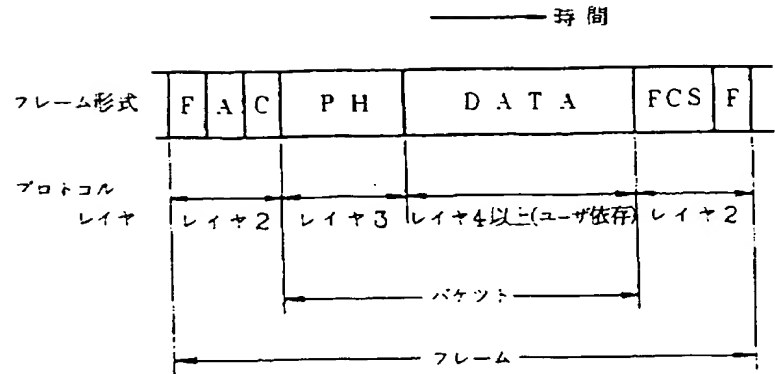 時間
フレーム形式 F A C P H D A T A FCS F
プロトコル
レイヤ レイヤ2 レイヤ3 レイヤ4以上(ユーザ依存) レイヤ2
パケット
フレーム